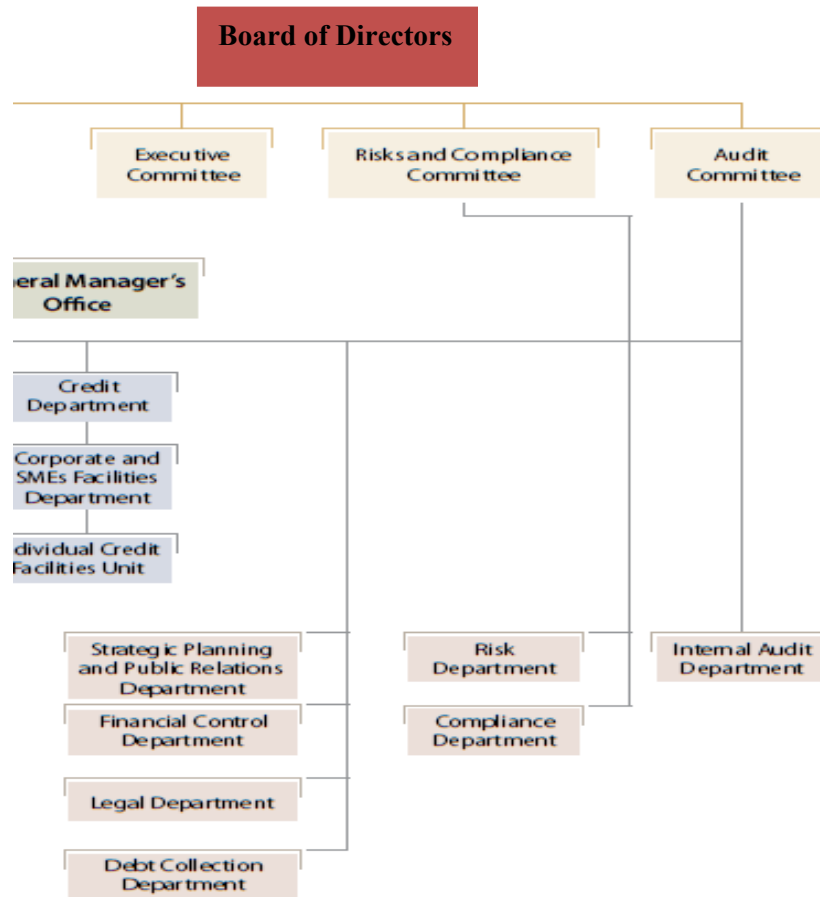 Board of Directors
Executive
Committee
Risks and Compliance
Committee
Audit
Committee
eral Manager's
Office
Credit
Department
Corporate and
SMEs Facilities
Department
dividual Credit
Facilities Unit
Strategic Planning
and Public Relations
Department
Financial Control
Department
Legal Department
Debt Collection
Department
Risk
Department
Compliance
Department
Internal Audit
Department